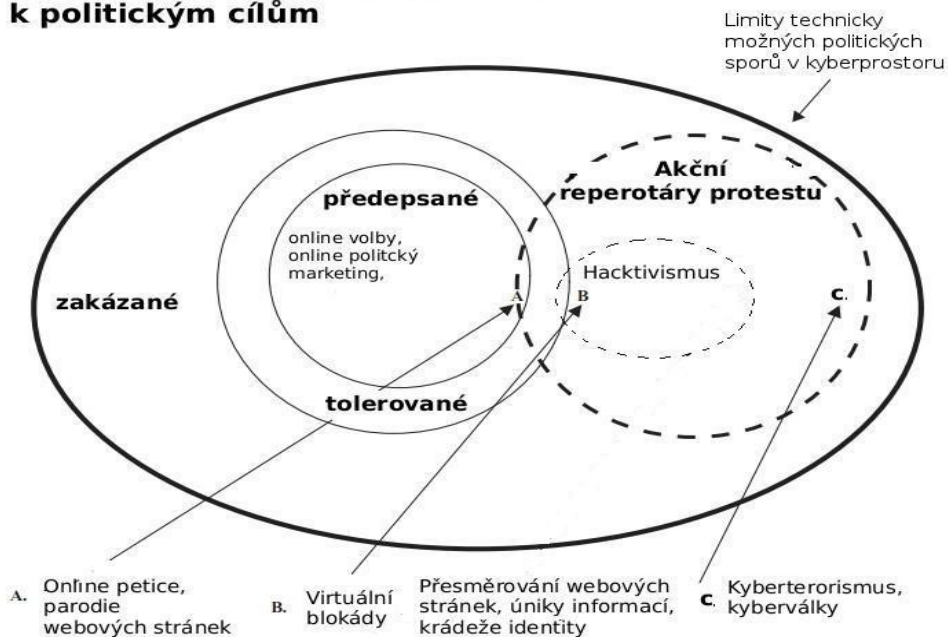 k politickým cílům
Limity technicky
možných politických
sporů v kyberprostoru
Akční
reperotáry protestu
předepsané
online volby,
online politcký
marketing,
Hacktivismus
zakázané
A
B
c.
tolerované
A. Online petice,
parodie
webových stránek
B. Virtuální
blokády
Přesměrování webových
stránek, úniky informací,
krádeže identity
c. Kyberterorismus,
kyberválky